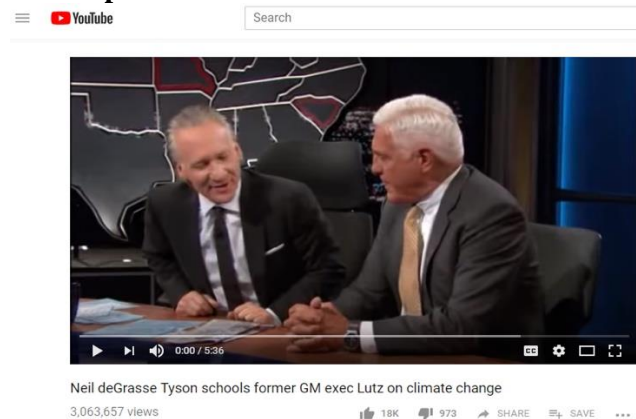 YouTube
Search
0:00 / 5:36
CC
Neil deGrasse Tyson schools former GM exec Lutz on climate change
3,063,657 views
18K 973 SHARE SAVE